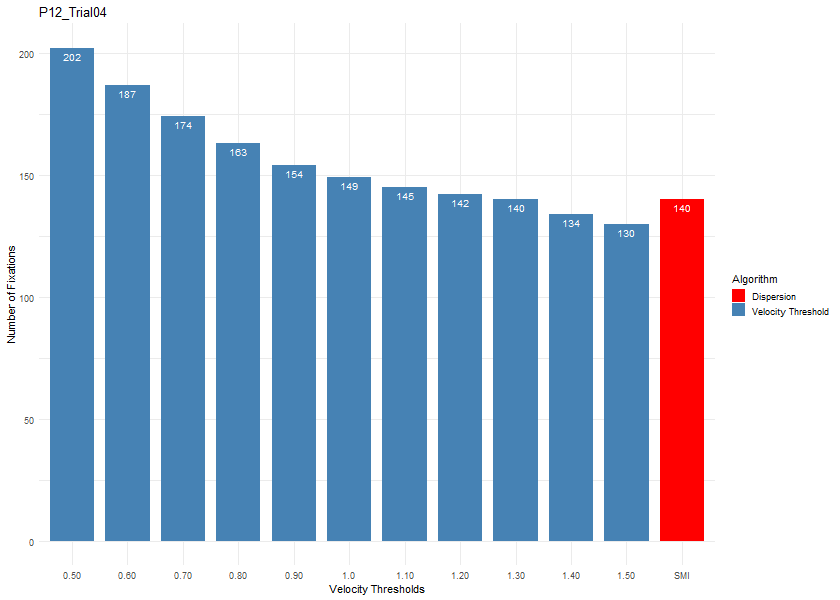 P12_Trial04
200
150
100
50
0
Number of Fixations
202
187
174
163
154
149
145
142
140
134
130
140
0.50 0.60 0.70 0.80 0.90 1.0 1.10 1.20 1.30 1.40 1.50 SMI
Velocity Thresholds
Algorithm
Dispersion
Velocity Threshold